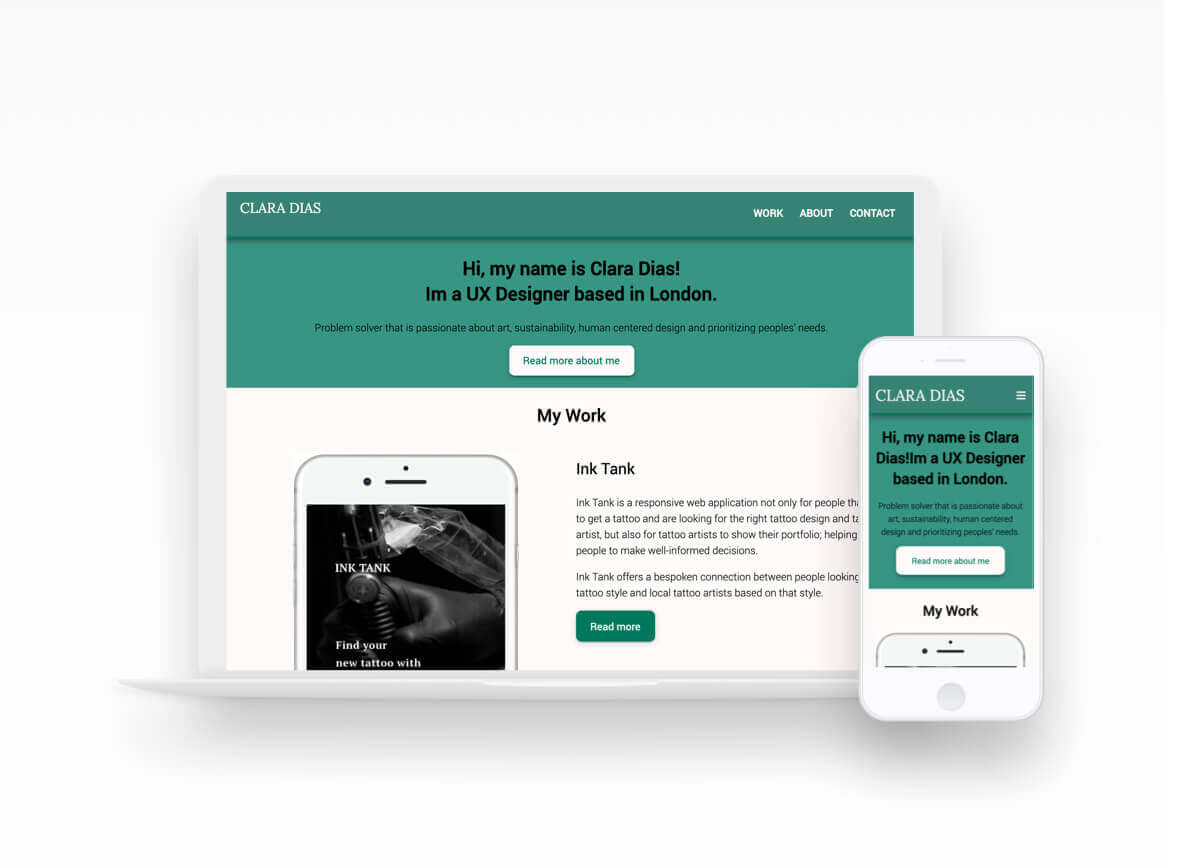 CLARA DIAS
WORK ABOUT CONTACT
Hi, my name is Clara Dias!
Im a UX Designer based in London.
Problem solver that is passionate about art, sustainability, human centered design and prioritizing peoples' needs.
Read more about me
My Work
Ink Tank
Ink Tank is a responsive web application not only for people
to get a tattoo and are looking for the right tattoo design and
artist, but also for tattoo artists to show their portfolio; helping
people to make well-informed decisions.
Ink Tank offers a bespoken connection between people looking
tattoo style and local tattoo artists based on that style.
Read more
INK TANK
Find your
new tattoo with
CLARA DIAS
Hi, my name is Clara
Dias!Im a UX Designer
based in London.
Problem solver that is passionate about
art, sustainability, human centered
design and prioritizing peoples' needs.
Read more about me
My Work